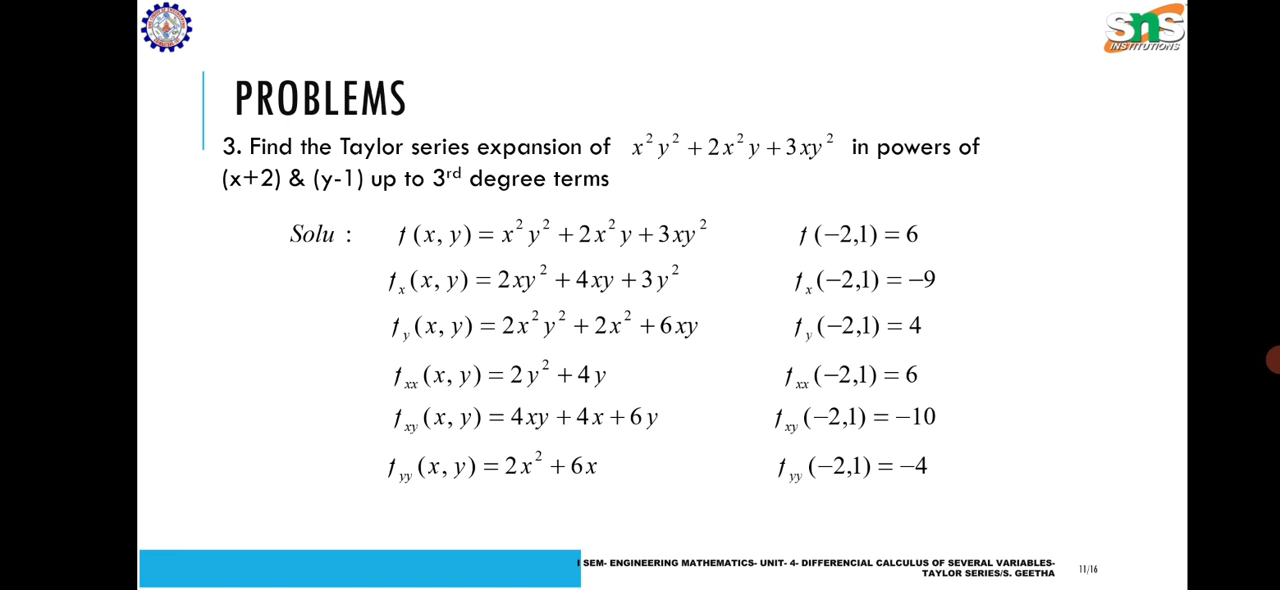 SNS
INSTITUTIONS
PROBLEMS
3. Find the Taylor series expansion of x²y² + 2x²y + 3xy² in powers of
(x+2) & (y-1) up to 3rd degree terms
Solu : f(x, y) = x²y² + 2x²y + 3xy² f(−2,1) = 6
f_x(x, y) = 2xy² + 4xy + 3y² f_x(−2,1) = −9
f_y(x, y) = 2x²y² + 2x² + 6xy f_y(−2,1) = 4
f_xx(x, y) = 2y² + 4y f_xx(−2,1) = 6
f_xy(x, y) = 4xy + 4x + 6y f_xy(−2,1) = −10
f_yy(x, y) = 2x² + 6x f_yy(−2,1) = −4
I SEM- ENGINEERING MATHEMATICS- UNIT- 4- DIFFERENCIAL CALCULUS OF SEVERAL VARIABLES-
TAYLOR SERIES/S. GEETHA
11/16